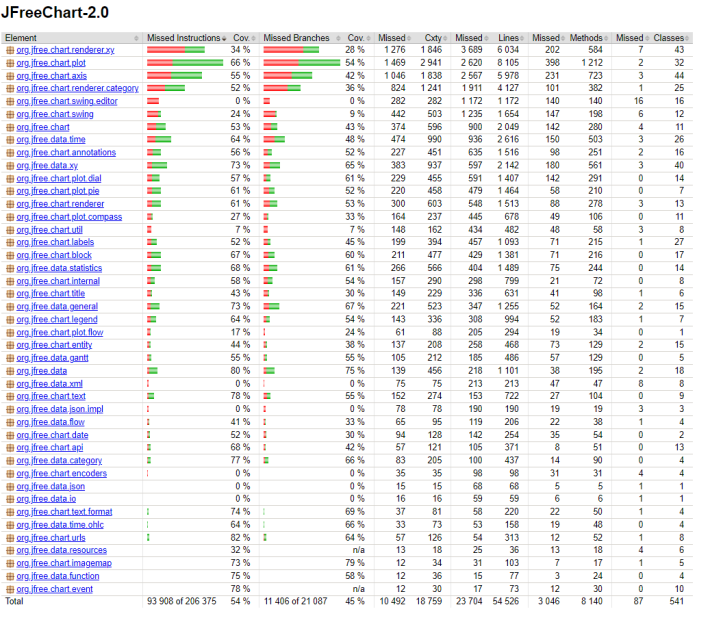 JFreeChart-2.0
Element Missed Instructions Cov. Missed Branches Cov. Missed Cxty Missed Lines Missed Methods Missed Classes
org.jfree.chart.renderer.xy 34 % 28 % 1 276 1 846 3 689 6 034 202 584 7 43
org.jfree.chart.plot 66 % 54 % 1 469 2 941 2 620 8 105 398 1 212 2 32
org.jfree.chart.axis 55 % 42 % 1 046 1 838 2 567 5 978 231 723 3 44
org.jfree.chart.renderer.category 52 % 36 % 824 1 241 1 911 4 127 101 382 1 25
org.jfree.chart.swing.editor 0 % 0 % 282 282 1 172 1 172 140 140 16 16
org.jfree.chart.swing 24 % 9 % 442 503 1 235 1 654 147 198 6 12
org.jfree.chart 53 % 43 % 374 596 900 2 049 142 280 4 11
org.jfree.data.time 64 % 48 % 474 990 936 2 616 150 503 3 26
org.jfree.chart.annotations 56 % 52 % 227 451 635 1 516 98 251 2 16
org.jfree.data.xy 73 % 65 % 383 937 597 2 142 180 561 3 40
org.jfree.chart.plot.dial 57 % 61 % 229 455 591 1 407 142 291 0 14
org.jfree.chart.plot.pie 61 % 52 % 220 458 479 1 464 58 210 0 7
org.jfree.chart.renderer 61 % 53 % 300 603 548 1 513 88 278 3 13
org.jfree.chart.plot.compass 27 % 33 % 164 237 445 678 49 106 0 11
org.jfree.chart.util 7 % 7 % 148 162 434 482 48 58 3 8
org.jfree.chart.labels 52 % 45 % 199 394 457 1 093 71 215 1 27
org.jfree.chart.block 67 % 60 % 211 477 429 1 381 71 216 0 17
org.jfree.data.statistics 68 % 61 % 266 566 404 1 489 75 244 0 14
org.jfree.chart.internal 58 % 54 % 157 290 298 799 21 72 0 8
org.jfree.chart.title 43 % 30 % 149 229 336 631 41 98 1 6
org.jfree.data.general 73 % 67 % 221 523 347 1 255 52 164 2 15
org.jfree.chart.legend 64 % 54 % 143 336 308 994 52 183 1 7
org.jfree.chart.plot.flow 17 % 24 % 61 88 205 294 19 34 0 1
org.jfree.chart.entity 44 % 38 % 137 208 258 468 73 129 2 15
org.jfree.data.gantt 55 % 55 % 105 212 185 486 57 129 0 5
org.jfree.data 80 % 75 % 139 456 218 1 101 38 195 2 18
org.jfree.data.xml 0 % 0 % 75 75 213 213 47 47 8 8
org.jfree.chart.text 78 % 55 % 152 274 153 722 27 104 0 9
org.jfree.data.json.impl 0 % 0 % 78 78 190 190 19 19 3 3
org.jfree.data.flow 41 % 33 % 65 95 119 206 22 38 1 4
org.jfree.chart.date 52 % 30 % 94 128 142 254 35 54 0 2
org.jfree.chart.api 68 % 42 % 57 121 105 371 8 51 0 13
org.jfree.data.category 77 % 66 % 83 205 100 437 14 90 0 4
org.jfree.chart.encoders 0 % 0 % 35 35 98 98 31 31 4 4
org.jfree.data.json 0 % 0 % 15 15 68 68 5 5 1 1
org.jfree.data.io 0 % 0 % 16 16 59 59 6 6 1 1
org.jfree.chart.text.format 74 % 69 % 37 81 58 220 22 50 1 4
org.jfree.data.time.ohlc 64 % 66 % 33 73 53 158 19 48 0 4
org.jfree.chart.urls 82 % 64 % 57 126 54 313 12 52 1 8
org.jfree.data.resources 32 % n/a 13 18 25 36 13 18 4 6
org.jfree.chart.imagemap 73 % 79 % 12 34 31 103 7 17 1 5
org.jfree.data.function 75 % 58 % 12 36 15 77 3 24 0 4
org.jfree.chart.event 78 % n/a 12 30 17 73 12 30 0 10
Total 93 908 of 206 375 54 % 11 406 of 21 087 45 % 10 492 18 759 23 704 54 526 3 046 8 140 87 541